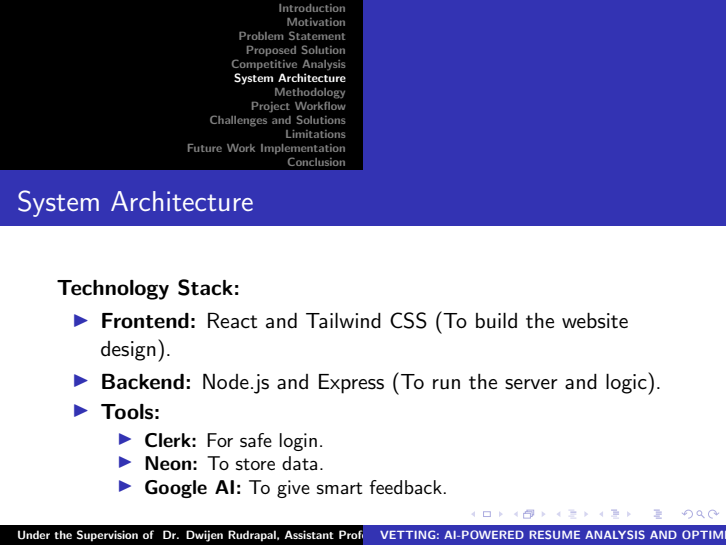 Introduction
Motivation
Problem Statement
Proposed Solution
Competitive Analysis
System Architecture
Methodology
Project Workflow
Challenges and Solutions
Limitations
Future Work Implementation
Conclusion
System Architecture
Technology Stack:
Frontend: React and Tailwind CSS (To build the website
design).
Backend: Node.js and Express (To run the server and logic).
Tools:
Clerk: For safe login.
Neon: To store data.
Google AI: To give smart feedback.
Under the Supervision of Dr. Dwijen Rudrapal, Assistant Prof
VETTING: AI-POWERED RESUME ANALYSIS AND OPTIM